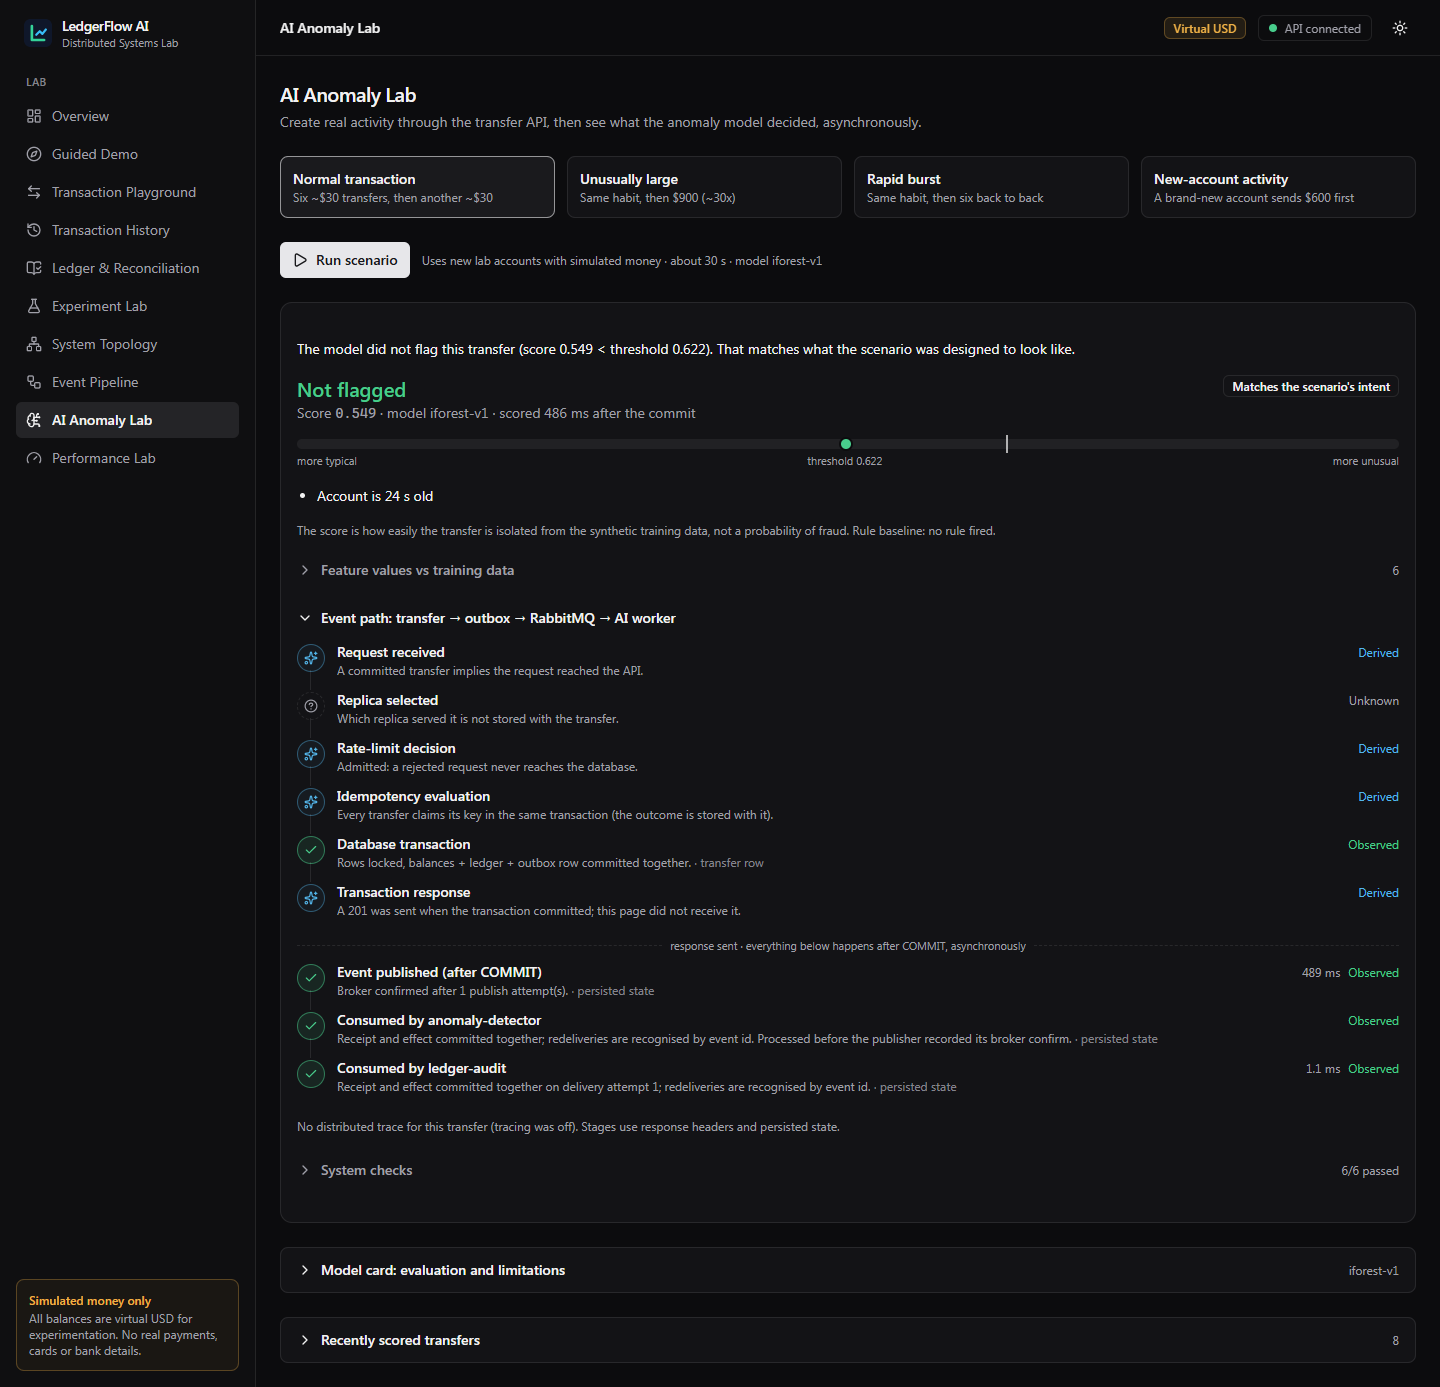 LedgerFlow AI
Distributed Systems Lab
LAB
Overview
Guided Demo
Transaction Playground
Transaction History
Ledger & Reconciliation
Experiment Lab
System Topology
Event Pipeline
AI Anomaly Lab
Performance Lab
Simulated money only
All balances are virtual USD for
experimentation. No real payments,
cards or bank details.
AI Anomaly Lab
Virtual USD
API connected
AI Anomaly Lab
Create real activity through the transfer API, then see what the anomaly model decided, asynchronously.
Normal transaction
Six ~$30 transfers, then another ~$30
Unusually large
Same habit, then $900 (~30x)
Rapid burst
Same habit, then six back to back
New-account activity
A brand-new account sends $600 first
Run scenario
Uses new lab accounts with simulated money · about 30 s · model iforest-v1
The model did not flag this transfer (score 0.549 < threshold 0.622). That matches what the scenario was designed to look like.
Not flagged
Matches the scenario's intent
Score 0.549 · model iforest-v1 · scored 486 ms after the commit
more typical
threshold 0.622
more unusual
• Account is 24 s old
The score is how easily the transfer is isolated from the synthetic training data, not a probability of fraud. Rule baseline: no rule fired.
Feature values vs training data
6
Event path: transfer → outbox → RabbitMQ → AI worker
Request received
Derived
A committed transfer implies the request reached the API.
Replica selected
Unknown
Which replica served it is not stored with the transfer.
Rate-limit decision
Derived
Admitted: a rejected request never reaches the database.
Idempotency evaluation
Derived
Every transfer claims its key in the same transaction (the outcome is stored with it).
Database transaction
Observed
Rows locked, balances + ledger + outbox row committed together. · transfer row
Transaction response
Derived
A 201 was sent when the transaction committed; this page did not receive it.
response sent · everything below happens after COMMIT, asynchronously
Event published (after COMMIT)
489 ms Observed
Broker confirmed after 1 publish attempt(s). · persisted state
Consumed by anomaly-detector
Observed
Receipt and effect committed together; redeliveries are recognised by event id. Processed before the publisher recorded its broker confirm. · persisted state
Consumed by ledger-audit
1.1 ms Observed
Receipt and effect committed together on delivery attempt 1; redeliveries are recognised by event id. · persisted state
No distributed trace for this transfer (tracing was off). Stages use response headers and persisted state.
System checks
6/6 passed
Model card: evaluation and limitations
iforest-v1
Recently scored transfers
8